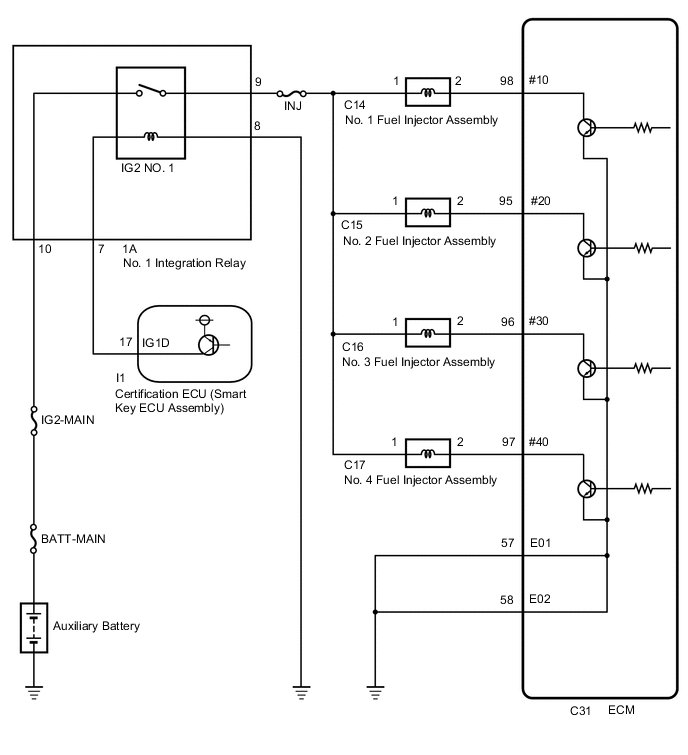 9
INJ
8
IG2 NO. 1
10
7
1A
No. 1 Integration Relay
17
IG1D
I1
Certification ECU (Smart
Key ECU Assembly)
IG2-MAIN
BATT-MAIN
Auxiliary Battery
1
2
98
#10
C14
No. 1 Fuel Injector Assembly
1
2
95
#20
C15
No. 2 Fuel Injector Assembly
1
2
96
#30
C16
No. 3 Fuel Injector Assembly
1
2
97
#40
C17
No. 4 Fuel Injector Assembly
57
E01
58
E02
C31
ECM